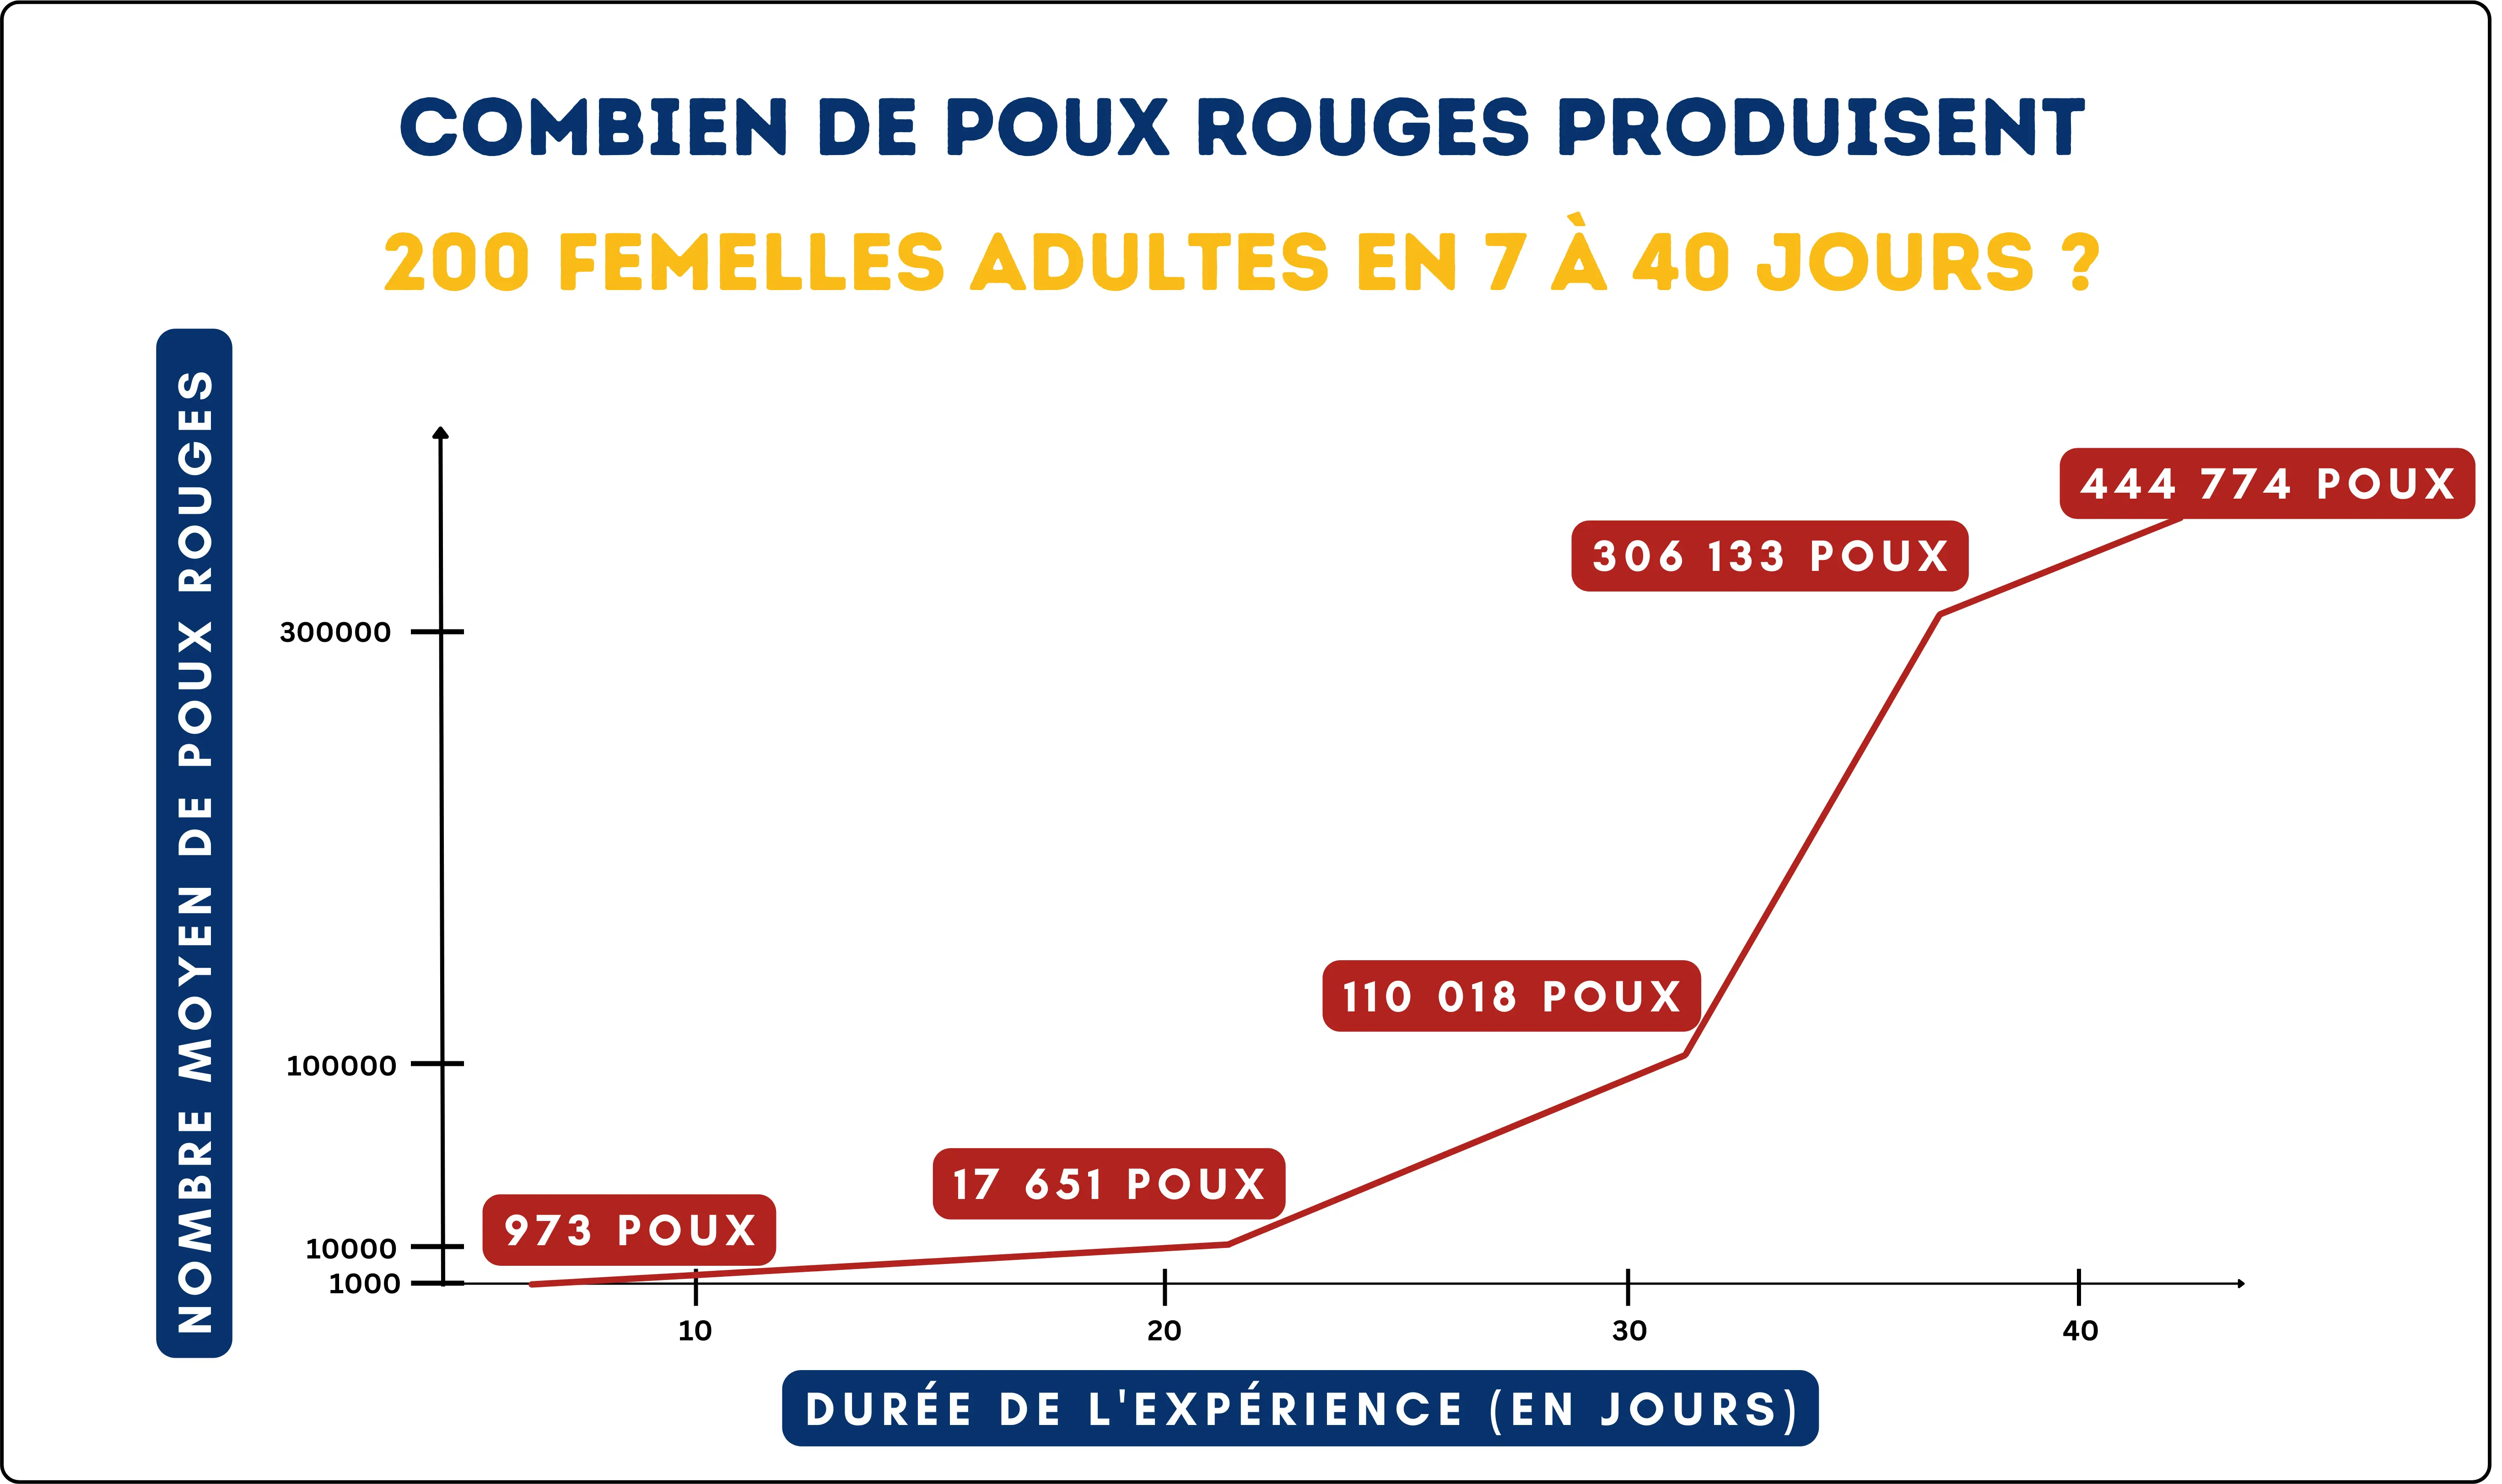 COMBIEN DE POUX ROUGES PRODUISENT
200 FEMELLES ADULTES EN 7 À 40 JOURS ?
NOMBRE MOYEN DE POUX ROUGES
444 774 POUX
306 133 POUX
300000
110 018 POUX
100000
17 651 POUX
973 POUX
10000
1000
10 20 30 40
DURÉE DE L'EXPÉRIENCE (EN JOURS)